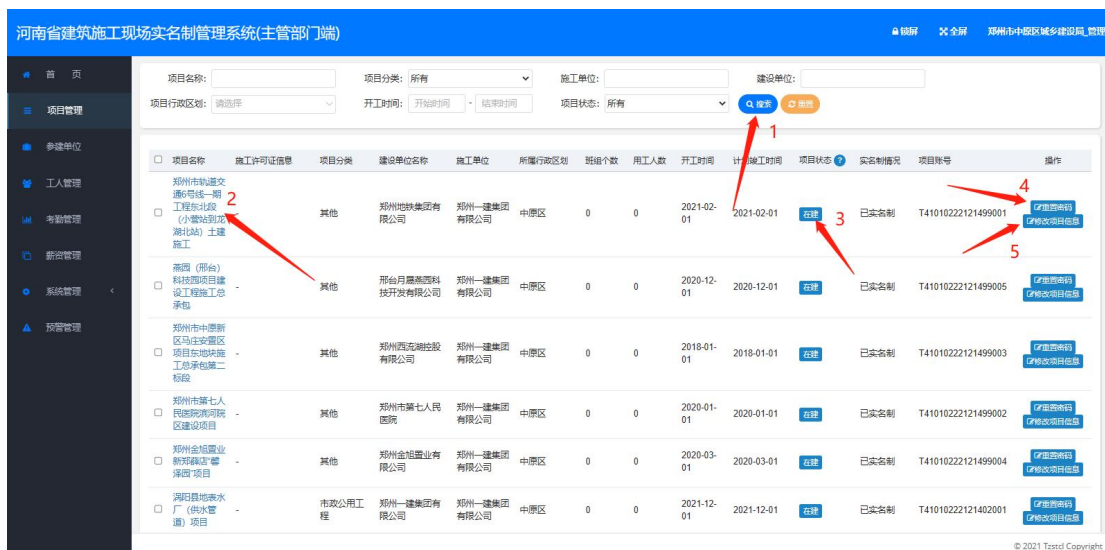 河南省建筑施工现场实名制管理系统(主管部门端)
锁屏 全屏 郑州市中原区城乡建设局_管理
首 页
项目管理
参建单位
工人管理
考勤管理
薪资管理
系统管理
预警管理
项目名称: 项目分类: 所有 施工单位: 建设单位:
项目行政区划: 请选择 开工时间: 开始时间 - 结束时间 项目状态: 所有 搜索 重置
1
项目名称 施工许可证信息 项目分类 建设单位名称 施工单位 所属行政区划 班组个数 用工人数 开工时间 计划竣工时间 项目状态 ? 实名制情况 项目账号 操作
郑州市轨道交
通6号线一期
工程东北段
(小营站到龙
湖北站)土建
施工
2
-
其他
郑州地铁集团有
限公司
郑州一建集团
有限公司
中原区 0 0
2021-02-
01
2021-02-01 在建 3 已实名制 T41010222121499001
4
重置密码
修改项目信息
5
燕园(邢台)
科技园项目建
设工程施工总
承包
-
其他
邢台月晟燕园科
技开发有限公司
郑州一建集团
有限公司
中原区 0 0
2020-12-
01
2020-12-01 在建 已实名制 T41010222121499005
重置密码
修改项目信息
郑州市中原新
区马庄安置区
项目东地块施
工总承包第二
标段
-
其他
郑州西流湖控股
有限公司
郑州一建集团
有限公司
中原区 0 0
2018-01-
01
2018-01-01 在建 已实名制 T41010222121499003
重置密码
修改项目信息
郑州市第七人
民医院滨河院
区建设项目
-
其他
郑州市第七人民
医院
郑州一建集团
有限公司
中原区 0 0
2020-01-
01
2020-01-01 在建 已实名制 T41010222121499002
重置密码
修改项目信息
郑州金旭置业
新郑薛店"馨
泽园"项目
-
其他
郑州金旭置业有
限公司
郑州一建集团
有限公司
中原区 0 0
2020-03-
01
2020-03-01 在建 已实名制 T41010222121499004
重置密码
修改项目信息
涡阳县地表水
厂(供水管
道)项目
-
市政公用工
程
郑州一建集团有
限公司
郑州一建集团
有限公司
中原区 0 0
2021-12-
01
2021-12-01 在建 已实名制 T41010222121402001
重置密码
修改项目信息
© 2021 Tzstcl Copyright